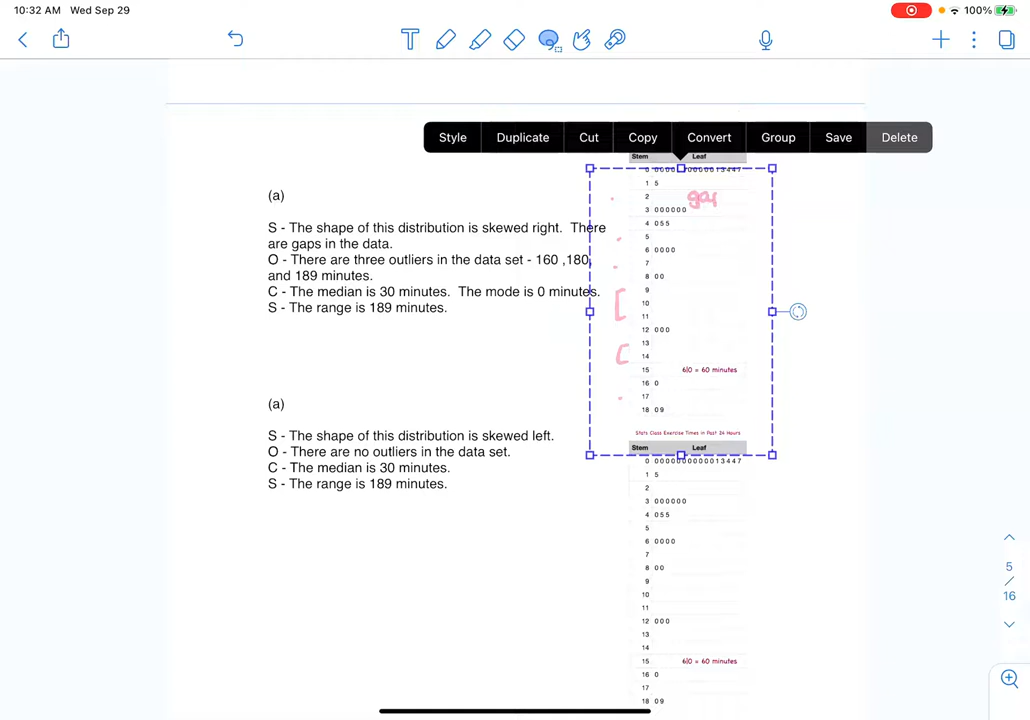 10:32 AM Wed Sep 29
100%
Style Duplicate Cut Copy Convert Group Save Delete
Stem Leaf
1 5
2
gap
3 000000
4 055
5
6 0000
7
8 00
9
10
11
12 000
13
14
15 6|0 = 60 minutes
16 0
17
18 09
(a)
S - The shape of this distribution is skewed right. There
are gaps in the data.
O - There are three outliers in the data set - 160 ,180,
and 189 minutes.
C - The median is 30 minutes. The mode is 0 minutes.
S - The range is 189 minutes.
(a)
S - The shape of this distribution is skewed left.
O - There are no outliers in the data set.
C - The median is 30 minutes.
S - The range is 189 minutes.
Stats Class Exercise Times in Past 24 Hours
Stem Leaf
0 00000000000013447
1 5
2
3 000000
4 055
5
6 0000
7
8 00
9
10
11
12 000
13
14
15 6|0 = 60 minutes
16 0
17
18 09
5
/
16